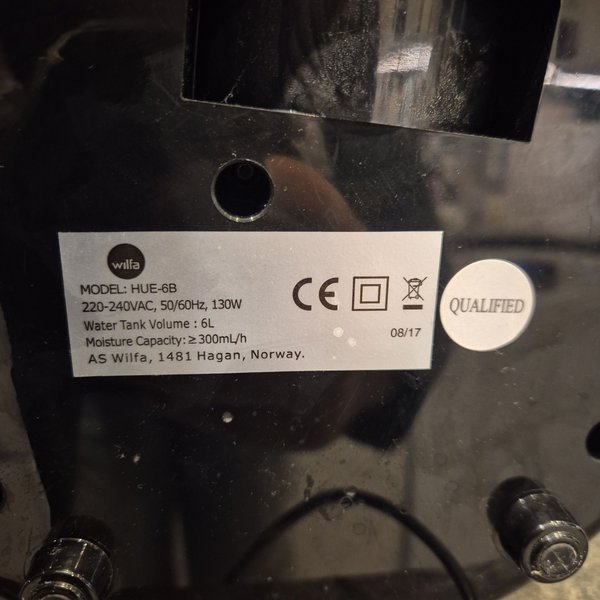 wilfa
MODEL: HUE-6B
220-240VAC, 50/60Hz, 130W
Water Tank Volume : 6L
Moisture Capacity: ≥300mL/h
AS Wilfa, 1481 Hagan, Norway.
CE
08/17
QUALIFIED